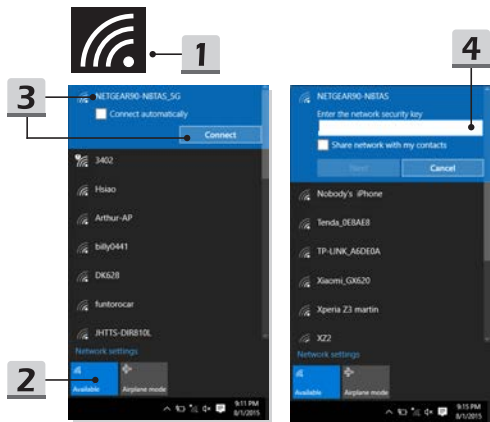 1
4
3
NETGEAR90-NBTAS_5G
Connect automatically
Connect
3402
Hsiao
Arthur-AP
billy0441
DK628
funtorocar
JHTTS-DIR810L
Network settings
2
Available
Airplane mode
9:11 PM
8/1/2015
NETGEAR90-NBTAS
Enter the network security key
Share network with my contacts
Next
Cancel
Nobody's iPhone
Tenda_0E8AE8
TP-LINK_A6DE0A
Xiaomi_GX620
Xperia Z3 martin
XZ2
Network settings
Available
Airplane mode
9:15 PM
8/1/2015